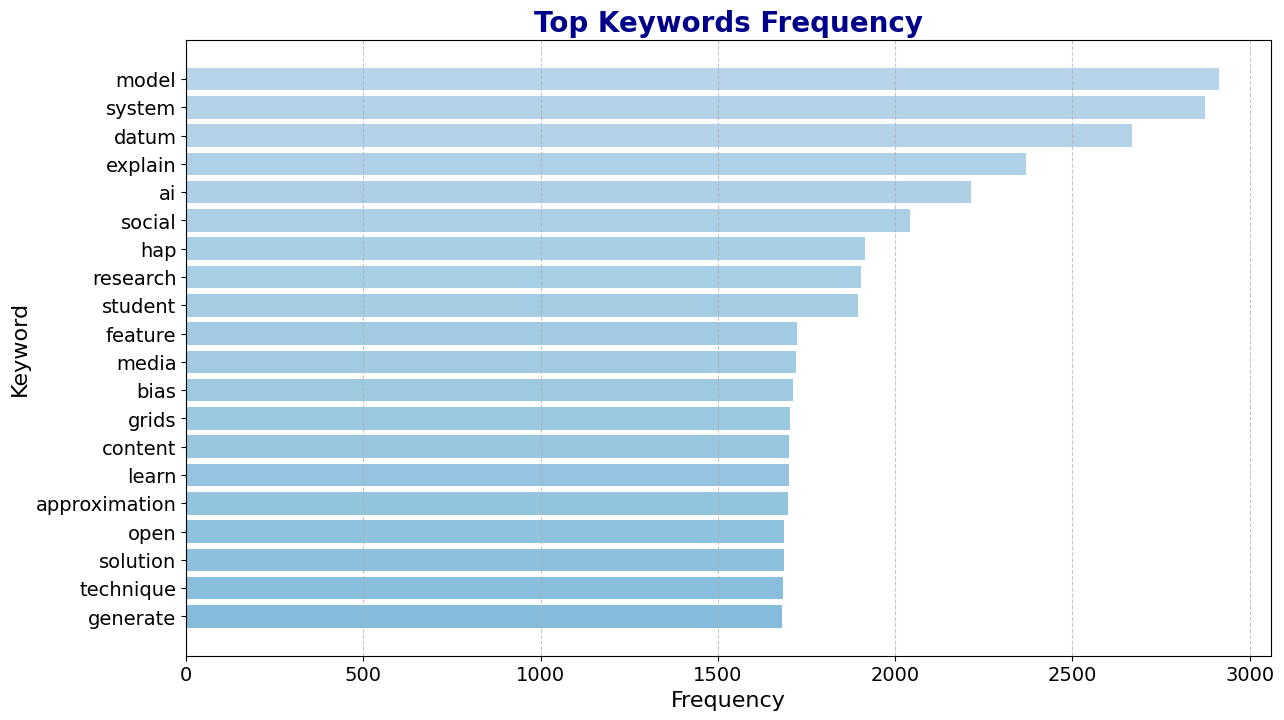 Top Keywords Frequency
Keyword
model
system
datum
explain
ai
social
hap
research
student
feature
media
bias
grids
content
learn
approximation
open
solution
technique
generate
0 500 1000 1500 2000 2500 3000
Frequency